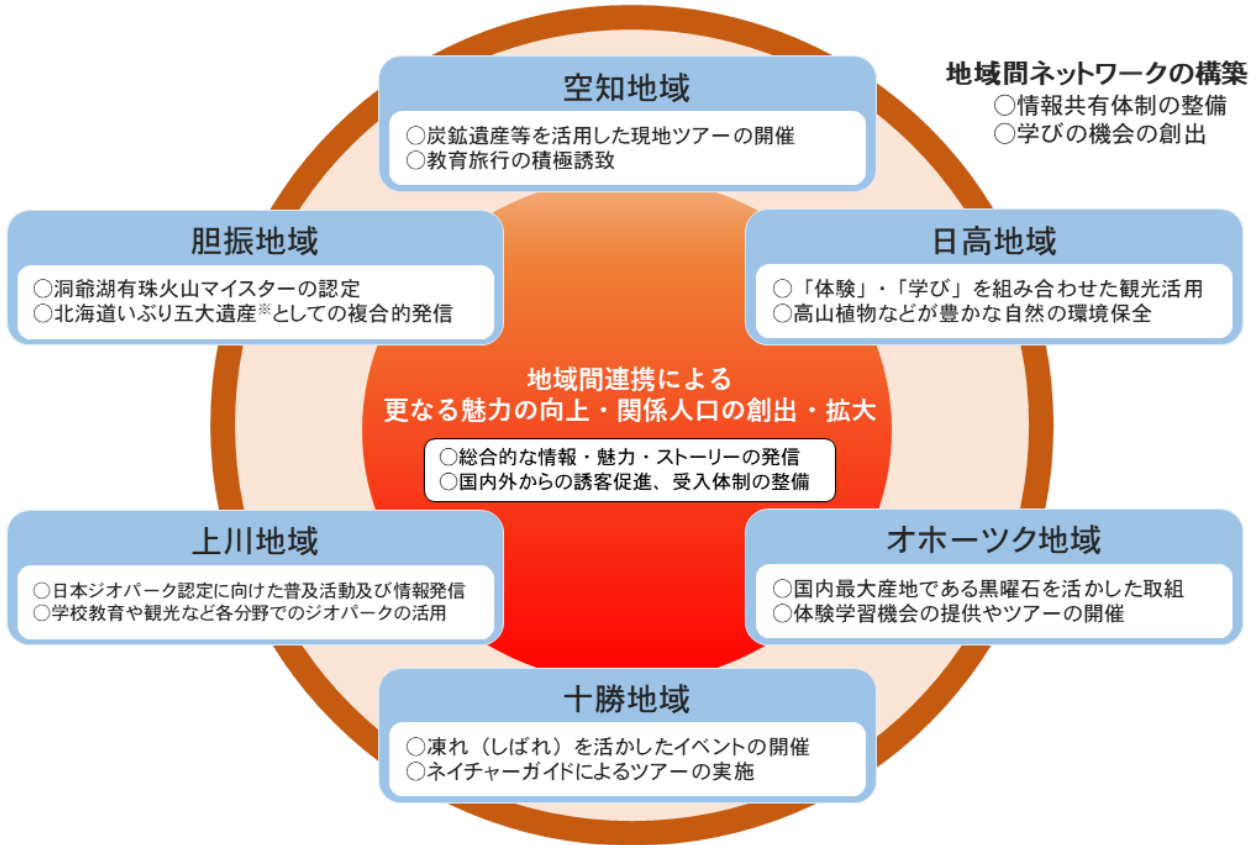 地域間ネットワークの構築
○情報共有体制の整備
○学びの機会の創出
空知地域
○炭鉱遺産等を活用した現地ツアーの開催
○教育旅行の積極誘致
胆振地域
○洞爺湖有珠火山マイスターの認定
○北海道いぶり五大遺産※としての複合的発信
日高地域
○「体験」・「学び」を組み合わせた観光活用
○高山植物などが豊かな自然の環境保全
地域間連携による
更なる魅力の向上・関係人口の創出・拡大
○総合的な情報・魅力・ストーリーの発信
○国内外からの誘客促進、受入体制の整備
上川地域
○日本ジオパーク認定に向けた普及活動及び情報発信
○学校教育や観光など各分野でのジオパークの活用
オホーツク地域
○国内最大産地である黒曜石を活かした取組
○体験学習機会の提供やツアーの開催
十勝地域
○凍れ（しばれ）を活かしたイベントの開催
○ネイチャーガイドによるツアーの実施